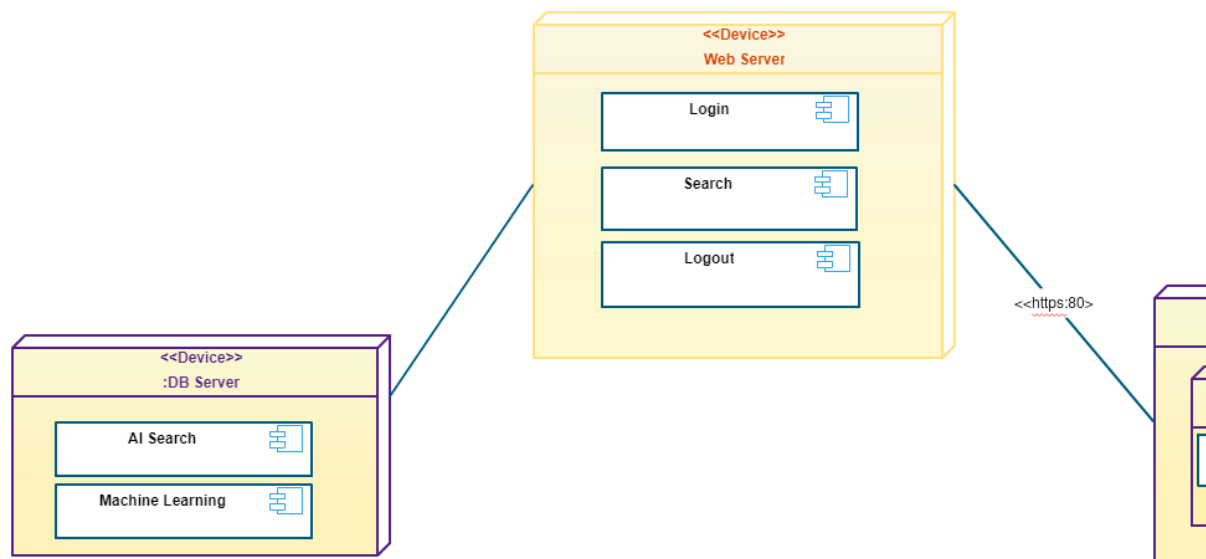 <<Device>>
Web Server
Login
Search
Logout
<<https:80>
<<Device>>
:DB Server
AI Search
Machine Learning